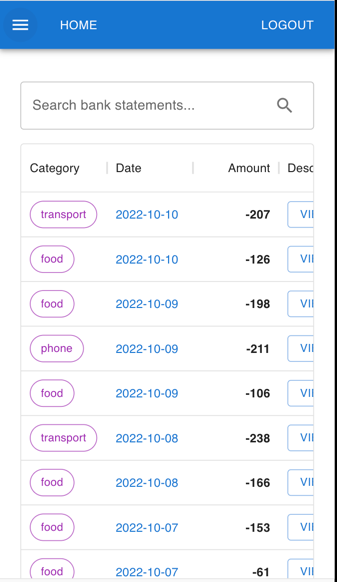 HOME LOGOUT
Search bank statements...
Category Date Amount Desc
transport 2022-10-10 -207 VI
food 2022-10-10 -126 VI
food 2022-10-09 -198 VI
phone 2022-10-09 -211 VI
food 2022-10-09 -106 VI
transport 2022-10-08 -238 VI
food 2022-10-08 -166 VI
food 2022-10-07 -153 VI
food 2022-10-07 -61 VI